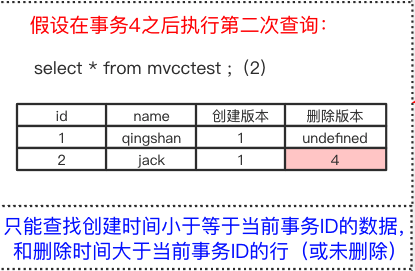 假设在事务4之后执行第二次查询：
select * from mvcctest ;（2）
id name 创建版本 删除版本
1 qingshan 1 undefined
2 jack 1 4
只能查找创建时间小于等于当前事务ID的数据，
和删除时间大于当前事务ID的行（或未删除）